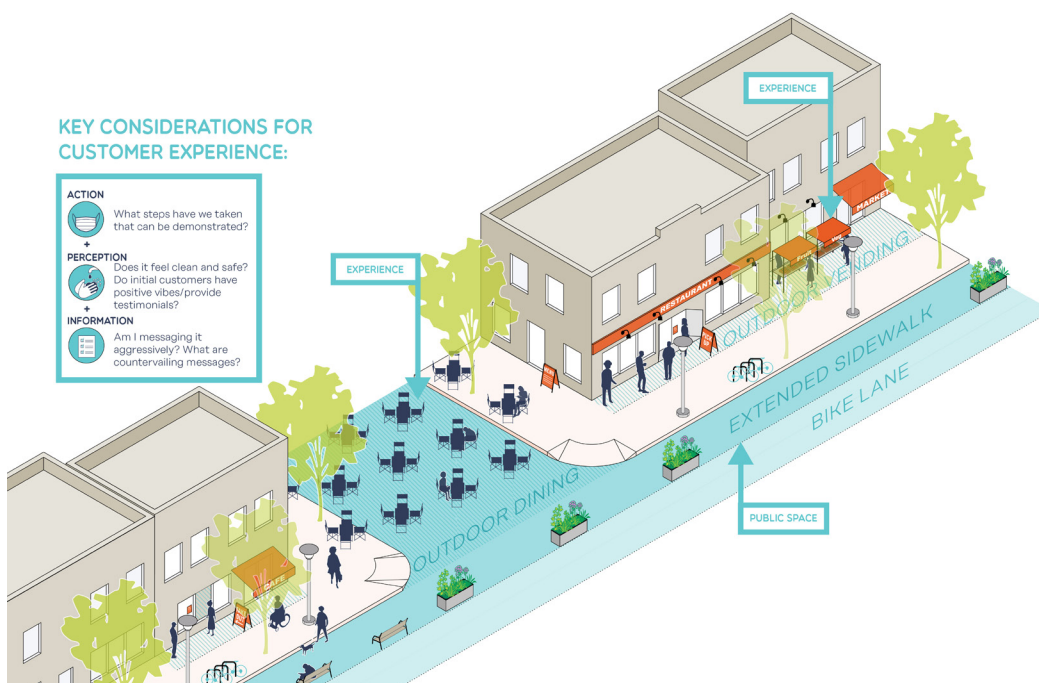 KEY CONSIDERATIONS FOR
CUSTOMER EXPERIENCE:
ACTION
What steps have we taken
that can be demonstrated?
+
PERCEPTION
Does it feel clean and safe?
Do initial customers have
positive vibes/provide
testimonials?
+
INFORMATION
Am I messaging it
aggressively? What are
countervailing messages?
EXPERIENCE
EXPERIENCE
MARKET
RESTAURANT
OUTDOOR VENDING
EXTENDED SIDEWALK
BIKE LANE
OUTDOOR DINING
PUBLIC SPACE
CAFE